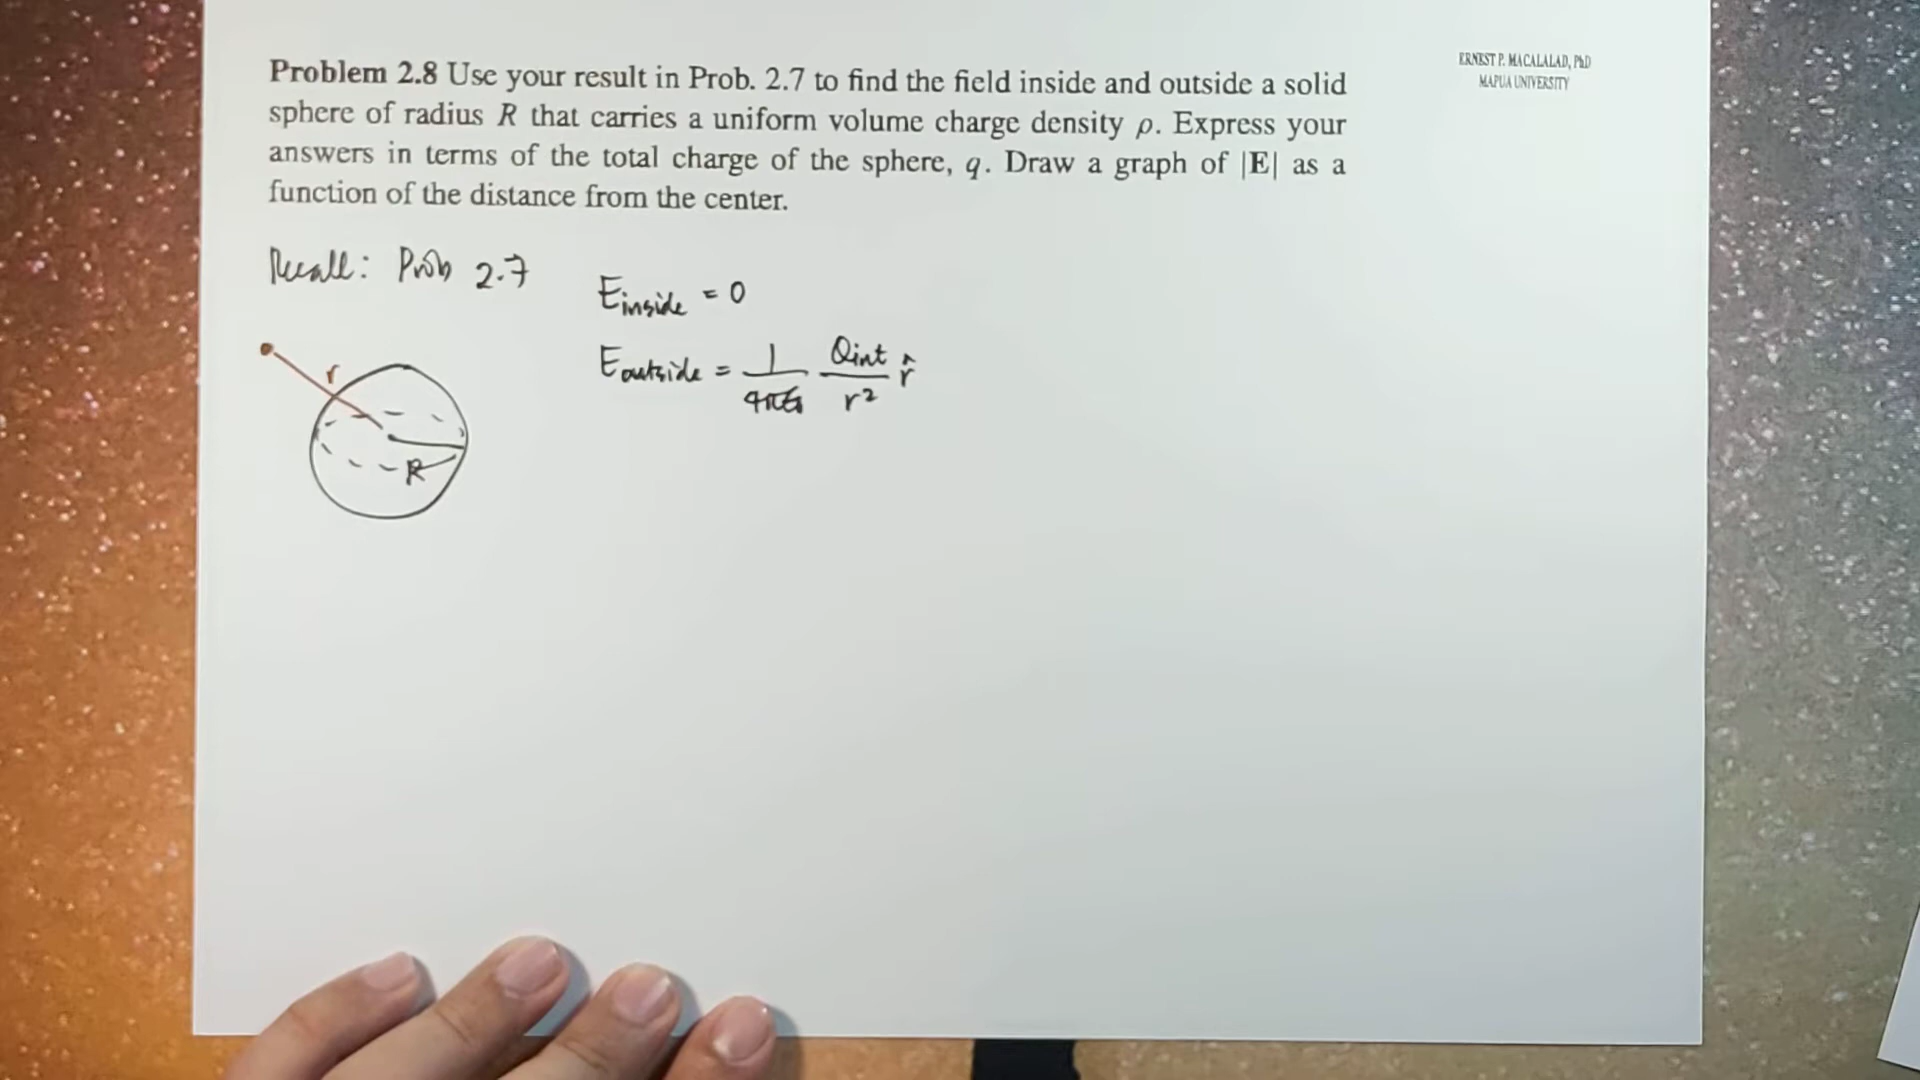 Problem 2.8 Use your result in Prob. 2.7 to find the field inside and outside a solid
sphere of radius R that carries a uniform volume charge density ρ. Express your
answers in terms of the total charge of the sphere, q. Draw a graph of |E| as a
function of the distance from the center.
ERNEST P. MACALALAD, PhD
MAPUA UNIVERSITY
Recall: Prob 2.7
E inside = 0
E outside = 1/4πε₀ Qint/r² r̂
r
R